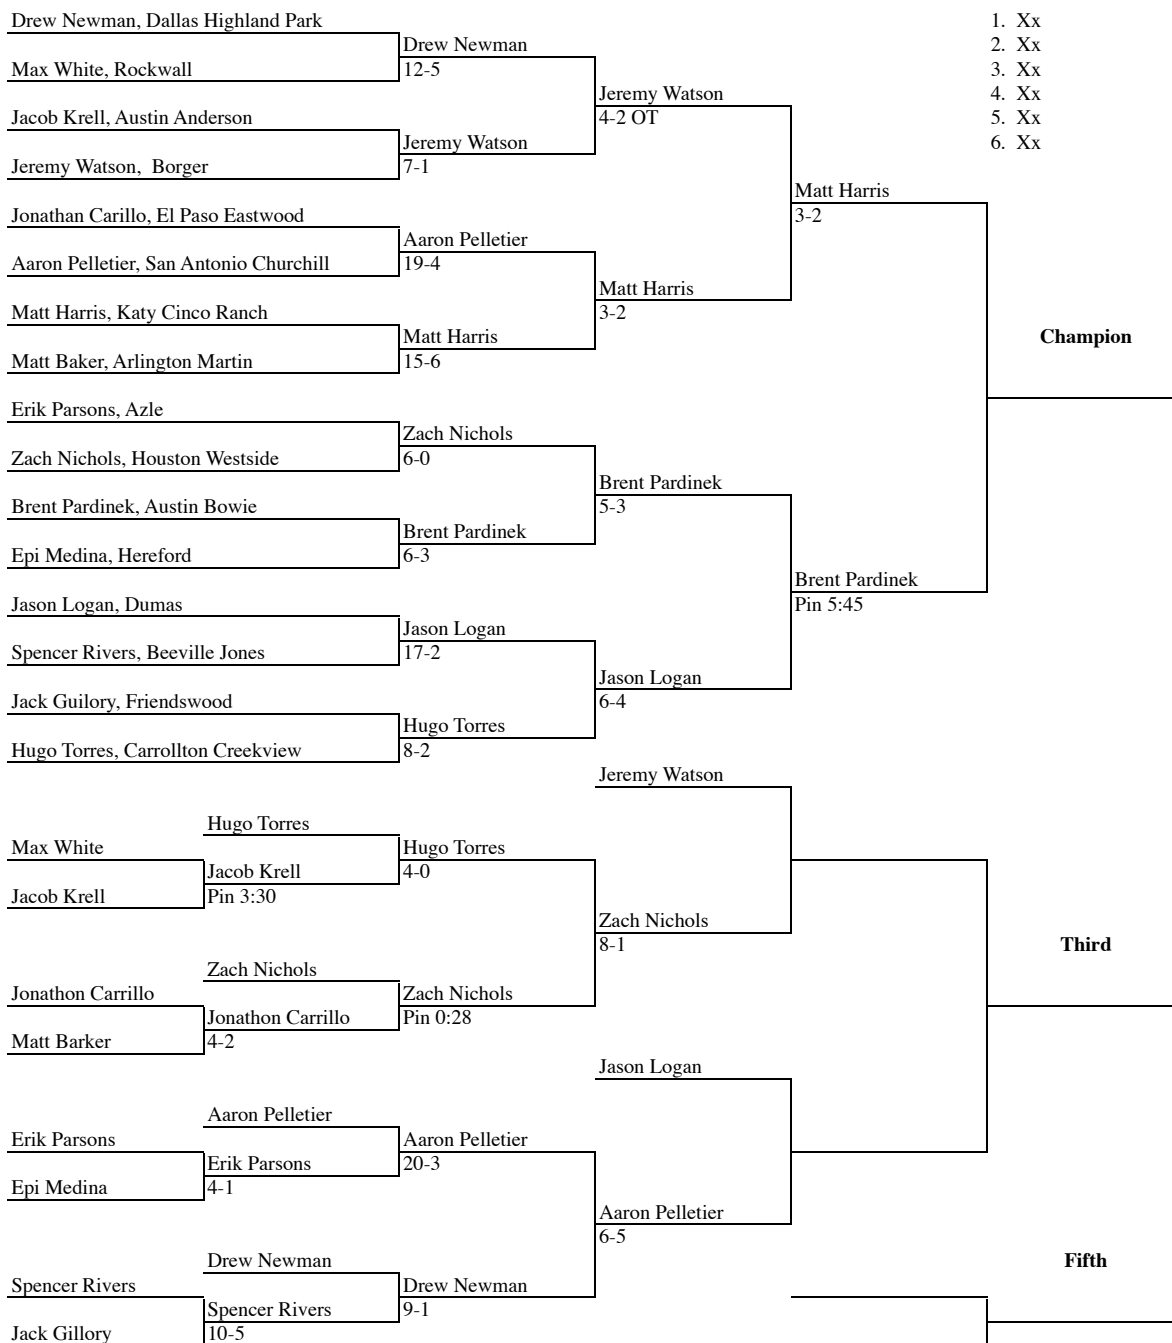 Drew Newman, Dallas Highland Park
Max White, Rockwall
Jacob Krell, Austin Anderson
Jeremy Watson,  Borger
Jonathan Carillo, El Paso Eastwood
Aaron Pelletier, San Antonio Churchill
Matt Harris, Katy Cinco Ranch
Matt Baker, Arlington Martin
Erik Parsons, Azle
Zach Nichols, Houston Westside
Brent Pardinek, Austin Bowie
Epi Medina, Hereford
Jason Logan, Dumas
Spencer Rivers, Beeville Jones
Jack Guilory, Friendswood
Hugo Torres, Carrollton Creekview
Drew Newman
12-5
Jeremy Watson
7-1
Aaron Pelletier
19-4
Matt Harris
15-6
Zach Nichols
6-0
Brent Pardinek
6-3
Jason Logan
17-2
Hugo Torres
8-2
Jeremy Watson
4-2 OT
Matt Harris
3-2
Brent Pardinek
5-3
Jason Logan
6-4
Matt Harris
3-2
Brent Pardinek
Pin 5:45
1. Xx
2. Xx
3. Xx
4. Xx
5. Xx
6. Xx
Champion
Max White
Jacob Krell
Jonathon Carrillo
Matt Barker
Erik Parsons
Epi Medina
Spencer Rivers
Jack Gillory
Hugo Torres
Jacob Krell
Pin 3:30
Zach Nichols
Jonathon Carrillo
4-2
Aaron Pelletier
Erik Parsons
4-1
Drew Newman
Spencer Rivers
10-5
Hugo Torres
4-0
Zach Nichols
Pin 0:28
Aaron Pelletier
20-3
Drew Newman
9-1
Jeremy Watson
Zach Nichols
8-1
Jason Logan
Aaron Pelletier
6-5
Third
Fifth